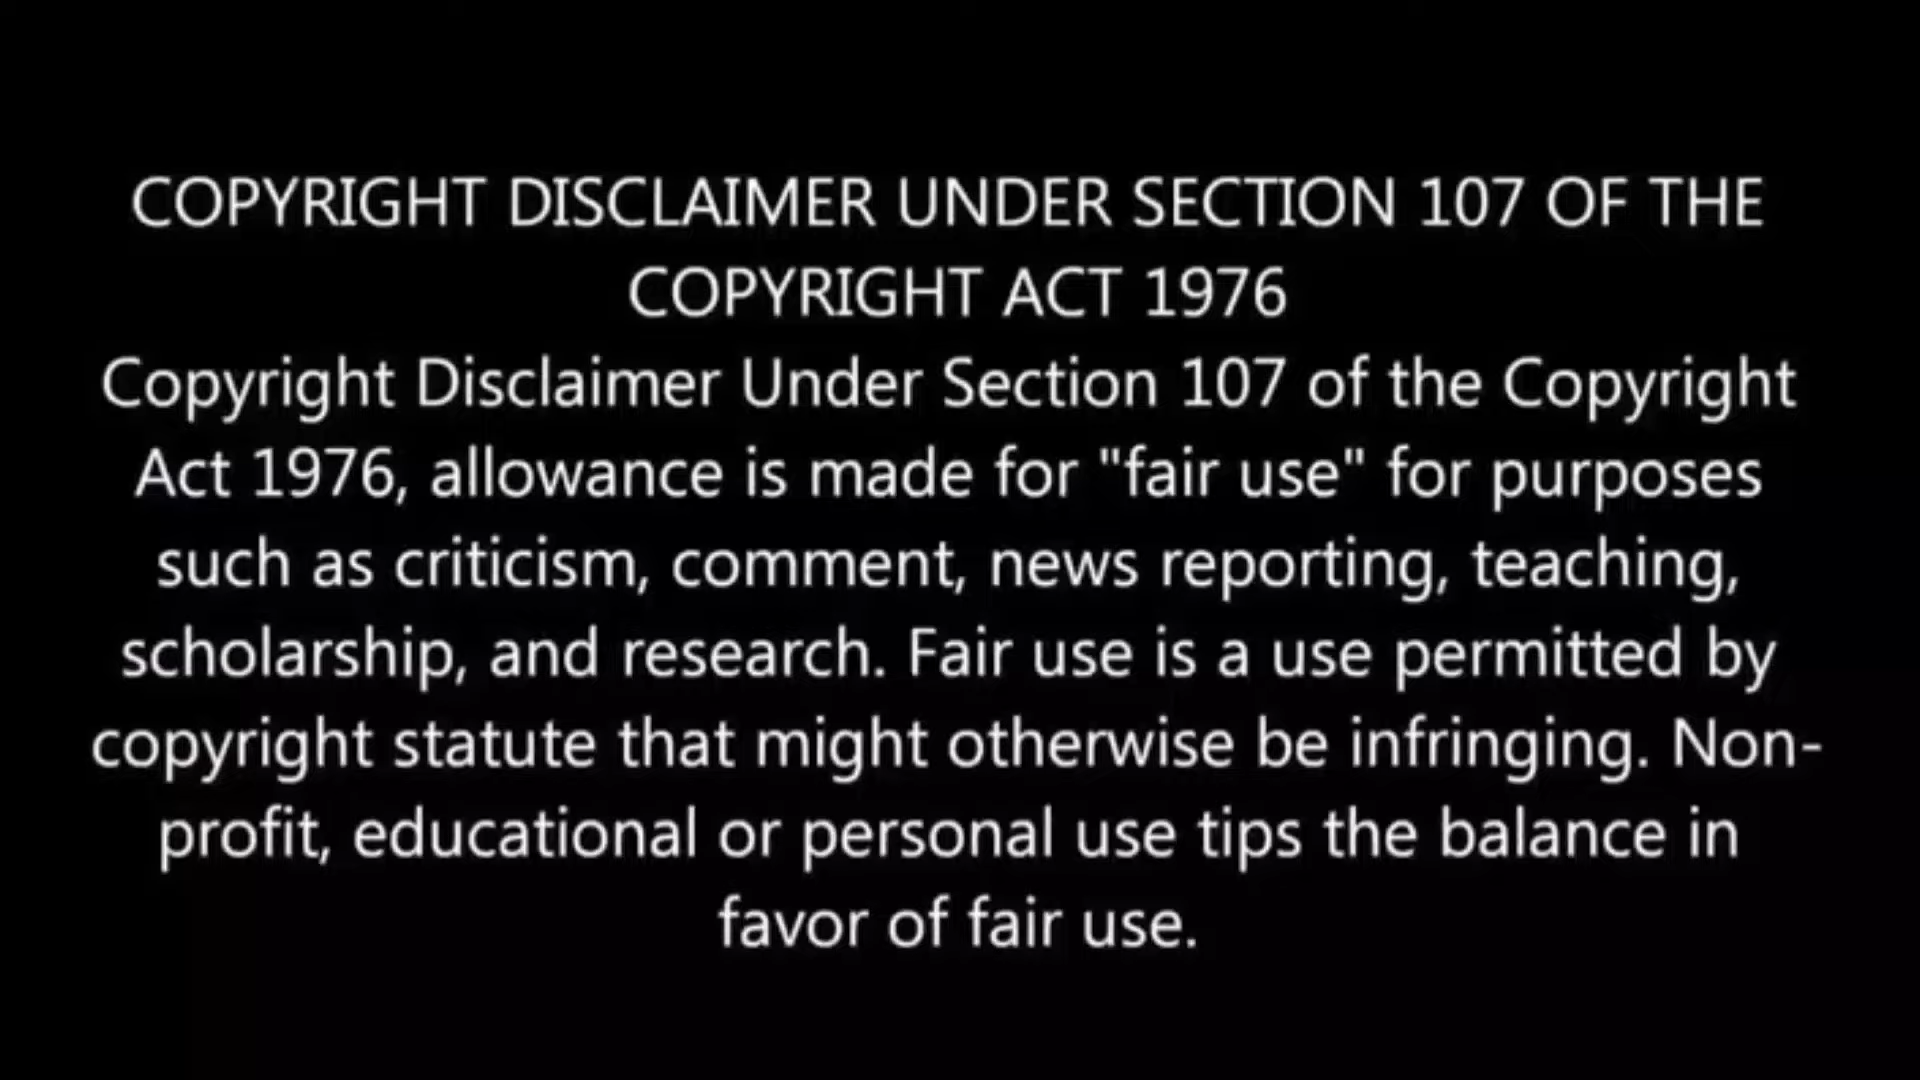 COPYRIGHT DISCLAIMER UNDER SECTION 107 OF THE
COPYRIGHT ACT 1976
Copyright Disclaimer Under Section 107 of the Copyright
Act 1976, allowance is made for "fair use" for purposes
such as criticism, comment, news reporting, teaching,
scholarship, and research. Fair use is a use permitted by
copyright statute that might otherwise be infringing. Non-
profit, educational or personal use tips the balance in
favor of fair use.